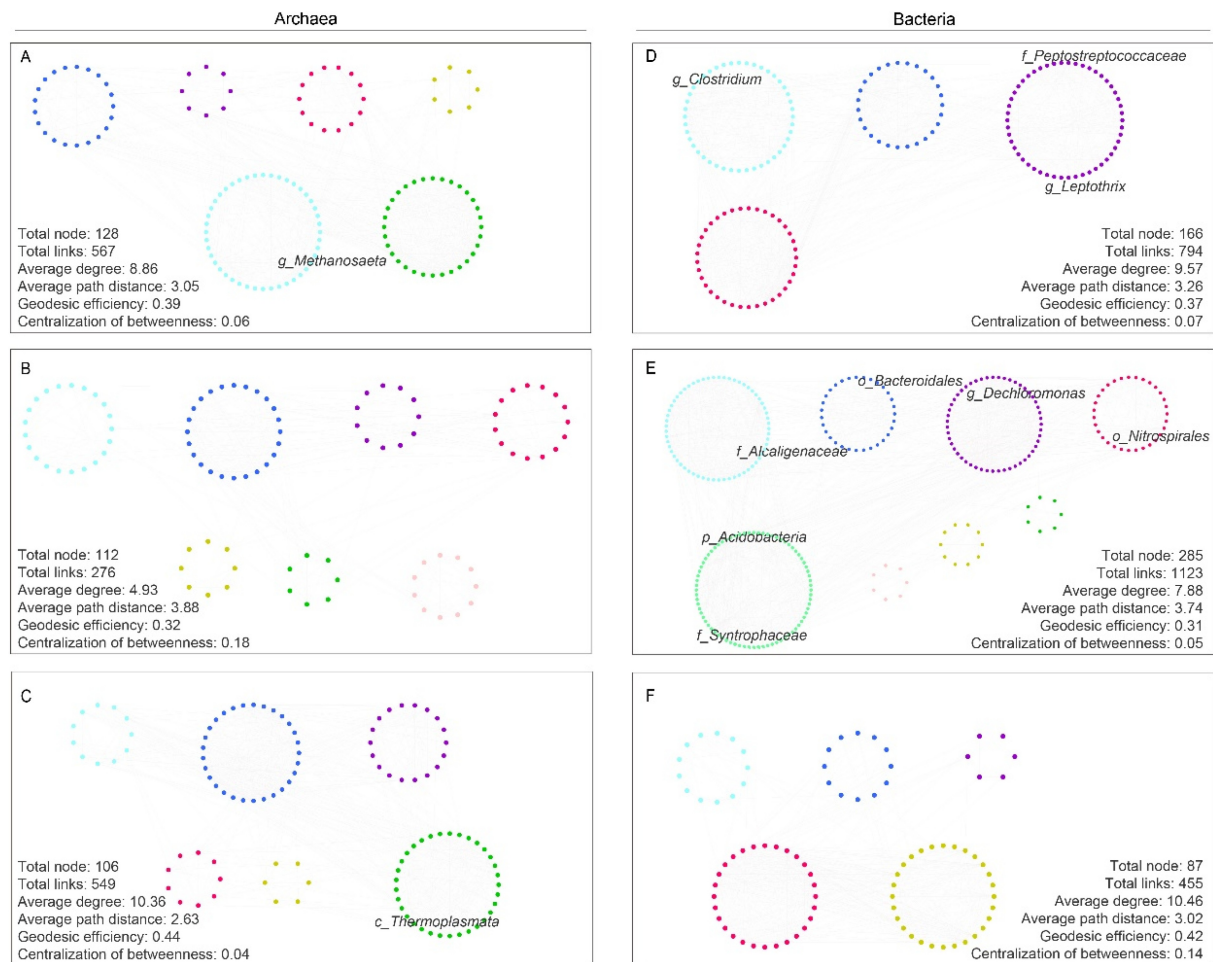 Archaea
Bacteria
A
g_Methanosaeta
Total node: 128
Total links: 567
Average degree: 8.86
Average path distance: 3.05
Geodesic efficiency: 0.39
Centralization of betweenness: 0.06
D
g_Clostridium
f_Peptostreptococcaceae
g_Leptothrix
Total node: 166
Total links: 794
Average degree: 9.57
Average path distance: 3.26
Geodesic efficiency: 0.37
Centralization of betweenness: 0.07
B
Total node: 112
Total links: 276
Average degree: 4.93
Average path distance: 3.88
Geodesic efficiency: 0.32
Centralization of betweenness: 0.18
E
o_Bacteroidales
g_Dechloromonas
f_Alcaligenaceae
o_Nitrospirales
p_Acidobacteria
f_Syntrophaceae
Total node: 285
Total links: 1123
Average degree: 7.88
Average path distance: 3.74
Geodesic efficiency: 0.31
Centralization of betweenness: 0.05
C
c_Thermoplasmata
Total node: 106
Total links: 549
Average degree: 10.36
Average path distance: 2.63
Geodesic efficiency: 0.44
Centralization of betweenness: 0.04
F
Total node: 87
Total links: 455
Average degree: 10.46
Average path distance: 3.02
Geodesic efficiency: 0.42
Centralization of betweenness: 0.14